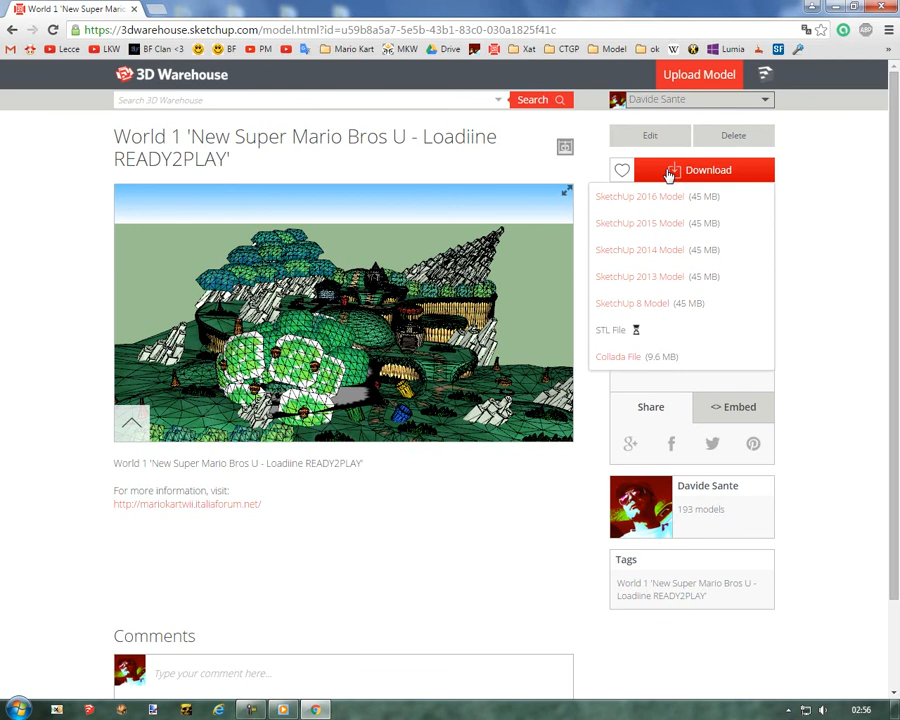 World 1 'New Super Mario
https://3dwarehouse.sketchup.com/model.html?id=u59b8a5a7-5e5b-43b1-83c0-030a1825f41c
Lecce LKW BF Clan <3 BF PM Mario Kart MKW Drive Xat CTGP Model ok W Lumia SF »
3D Warehouse
Upload Model
Search 3D Warehouse
Search
Davide Sante
World 1 'New Super Mario Bros U - Loadiine
READY2PLAY'
Edit
Delete
Download
SketchUp 2016 Model (45 MB)
SketchUp 2015 Model (45 MB)
SketchUp 2014 Model (45 MB)
SketchUp 2013 Model (45 MB)
SketchUp 8 Model (45 MB)
STL File
Collada File (9.6 MB)
Share
<> Embed
World 1 'New Super Mario Bros U - Loadiine READY2PLAY'
For more information, visit:
http://mariokartwii.italiaforum.net/
Davide Sante
193 models
Tags
World 1 'New Super Mario Bros U -
Loadiine READY2PLAY'
Comments
Type your comment here...
02:56